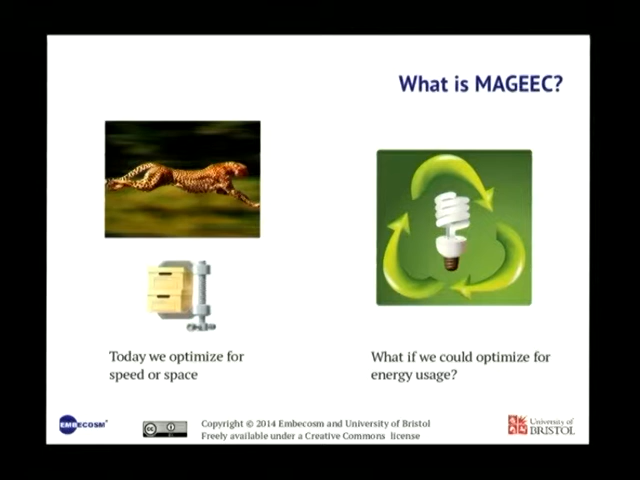 What is MAGEEC?
Today we optimize for
speed or space
What if we could optimize for
energy usage?
EMBECOSM®
Copyright © 2014 Embecosm and University of Bristol
Freely available under a Creative Commons license
University of
BRISTOL